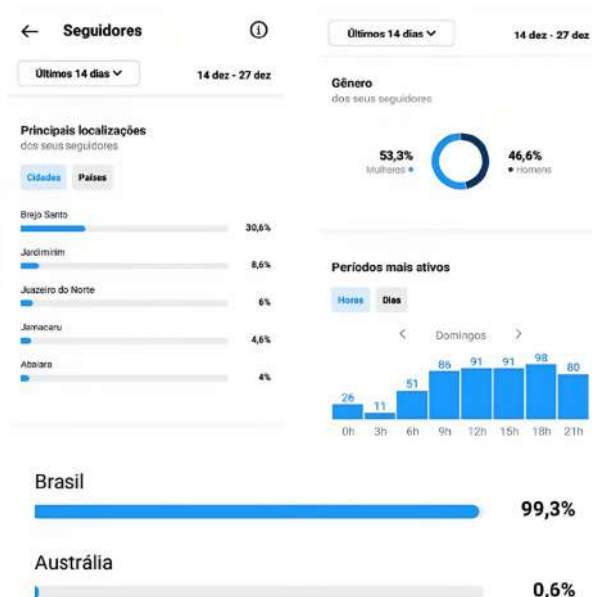 Seguidores
Últimos 14 dias
14 dez - 27 dez
Principais localizações
dos seus seguidores
Cidades Países
Brejo Santo
30,6%
Jardimirim
8,6%
Juazeiro do Norte
6%
Jamacaru
4,6%
Abaiara
4%
Últimos 14 dias
14 dez - 27 dez
Gênero
dos seus seguidores
53,3%
Mulheres
46,6%
Homens
Períodos mais ativos
Horas Dias
Domingos
26 11 51 86 91 91 98 80
0h 3h 6h 9h 12h 15h 18h 21h
Brasil
99,3%
Austrália
0,6%